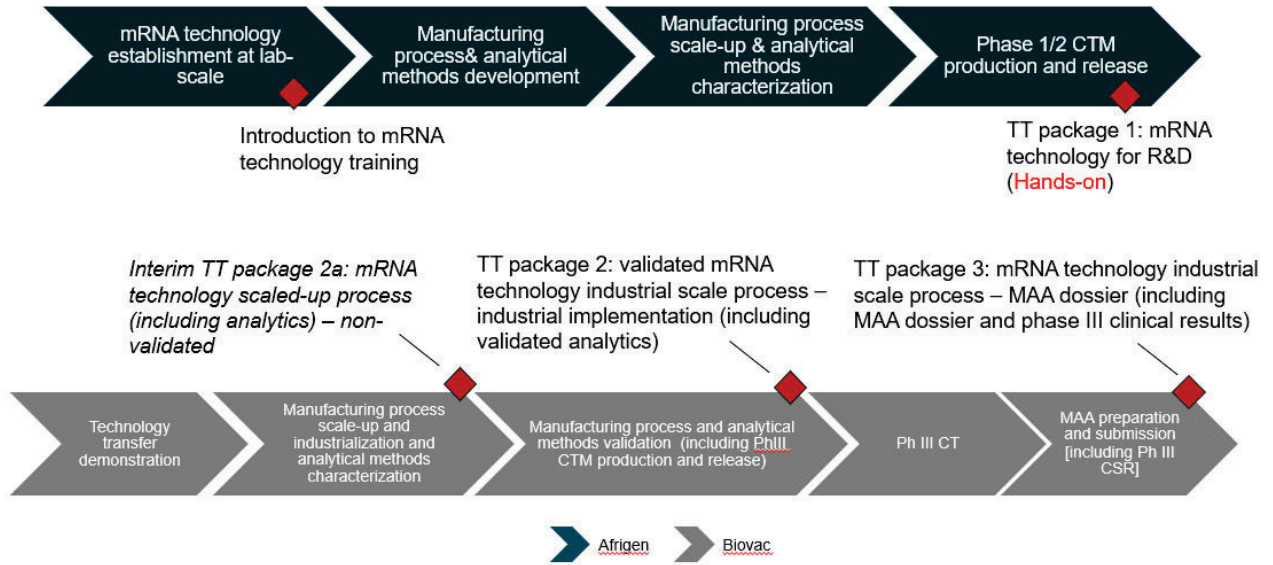 mRNA technology
establishment at lab-
scale
Manufacturing
process& analytical
methods development
Manufacturing process
scale-up & analytical
methods
characterization
Phase 1/2 CTM
production and release
Introduction to mRNA
technology training
TT package 1: mRNA
technology for R&D
(Hands-on)
Interim TT package 2a: mRNA
technology scaled-up process
(including analytics) – non-
validated
TT package 2: validated mRNA
technology industrial scale process –
industrial implementation (including
validated analytics)
TT package 3: mRNA technology industrial
scale process – MAA dossier (including
MAA dossier and phase III clinical results)
Technology
transfer
demonstration
Manufacturing process
scale-up and
industrialization and
analytical methods
characterization
Manufacturing process and analytical
methods validation (including PhIII
CTM production and release)
Ph III CT
MAA preparation
and submission
[including Ph III
CSR]
Afrigen
Biovac